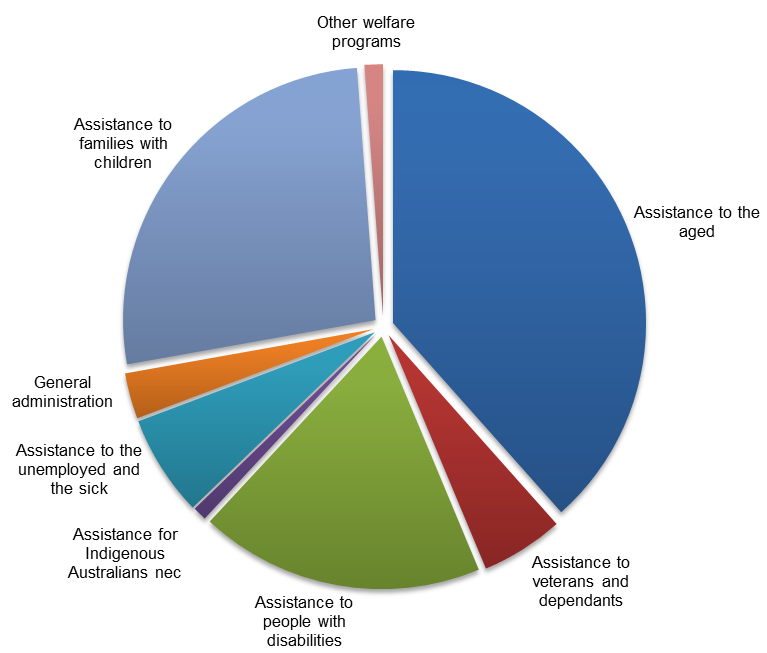 Other welfare
programs
Assistance to
families with
children
Assistance to the
aged
General
administration
Assistance to the
unemployed and
the sick
Assistance for
Indigenous
Australians nec
Assistance to
veterans and
dependants
Assistance to
people with
disabilities